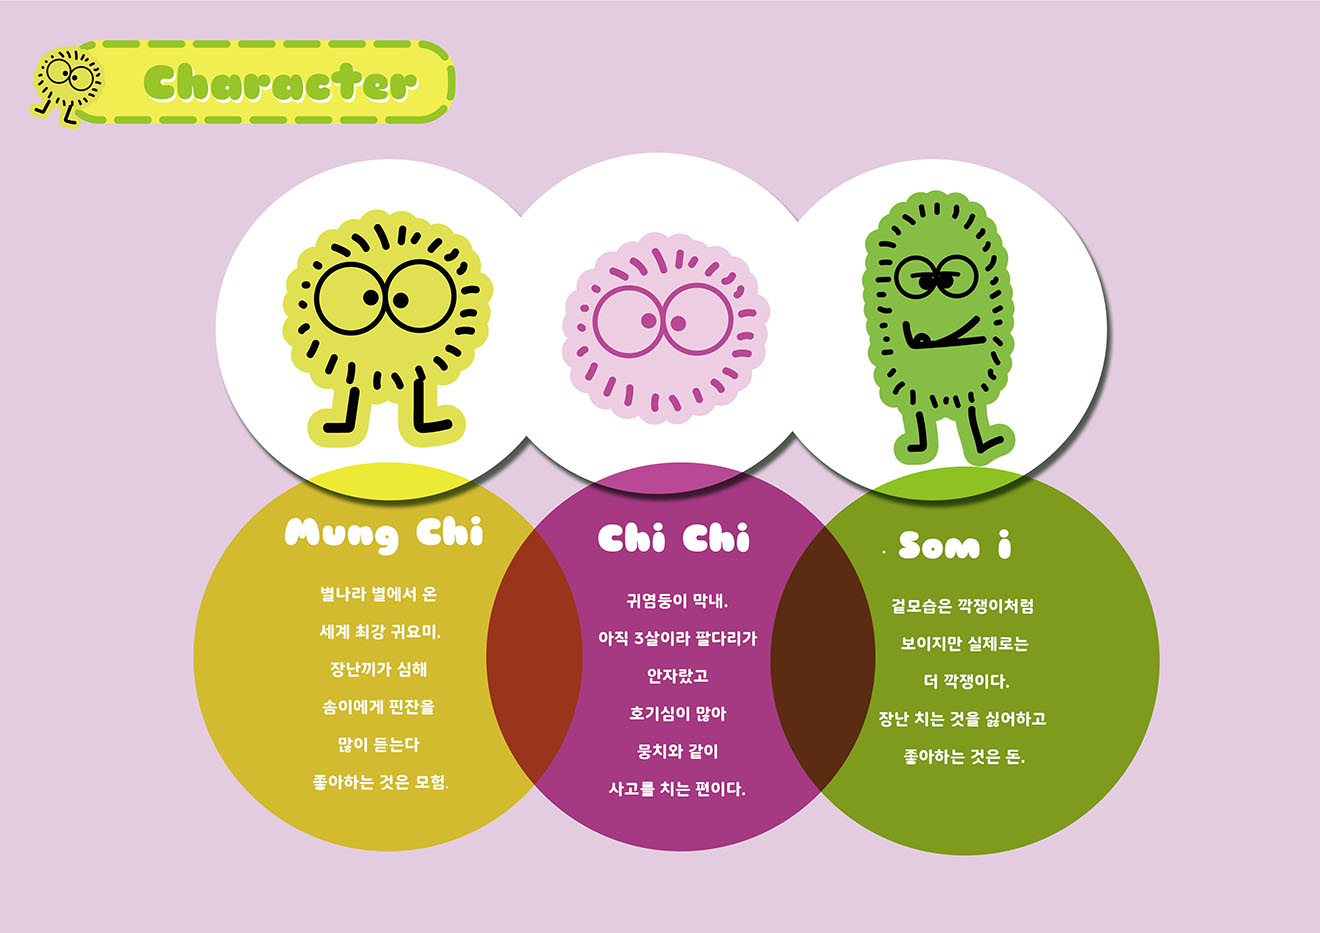 Character
Mung Chi
별나라 별에서 온
세계 최강 귀요미.
장난끼가 심해
솜이에게 핀잔을
많이 듣는다
좋아하는 것은 모험.
Chi Chi
귀염둥이 막내.
아직 3살이라 팔다리가
안자랐고
호기심이 많아
뭉치와 같이
사고를 치는 편이다.
. Som i
겉모습은 깍쟁이처럼
보이지만 실제로는
더 깍쟁이다.
장난 치는 것을 싫어하고
좋아하는 것은 돈.